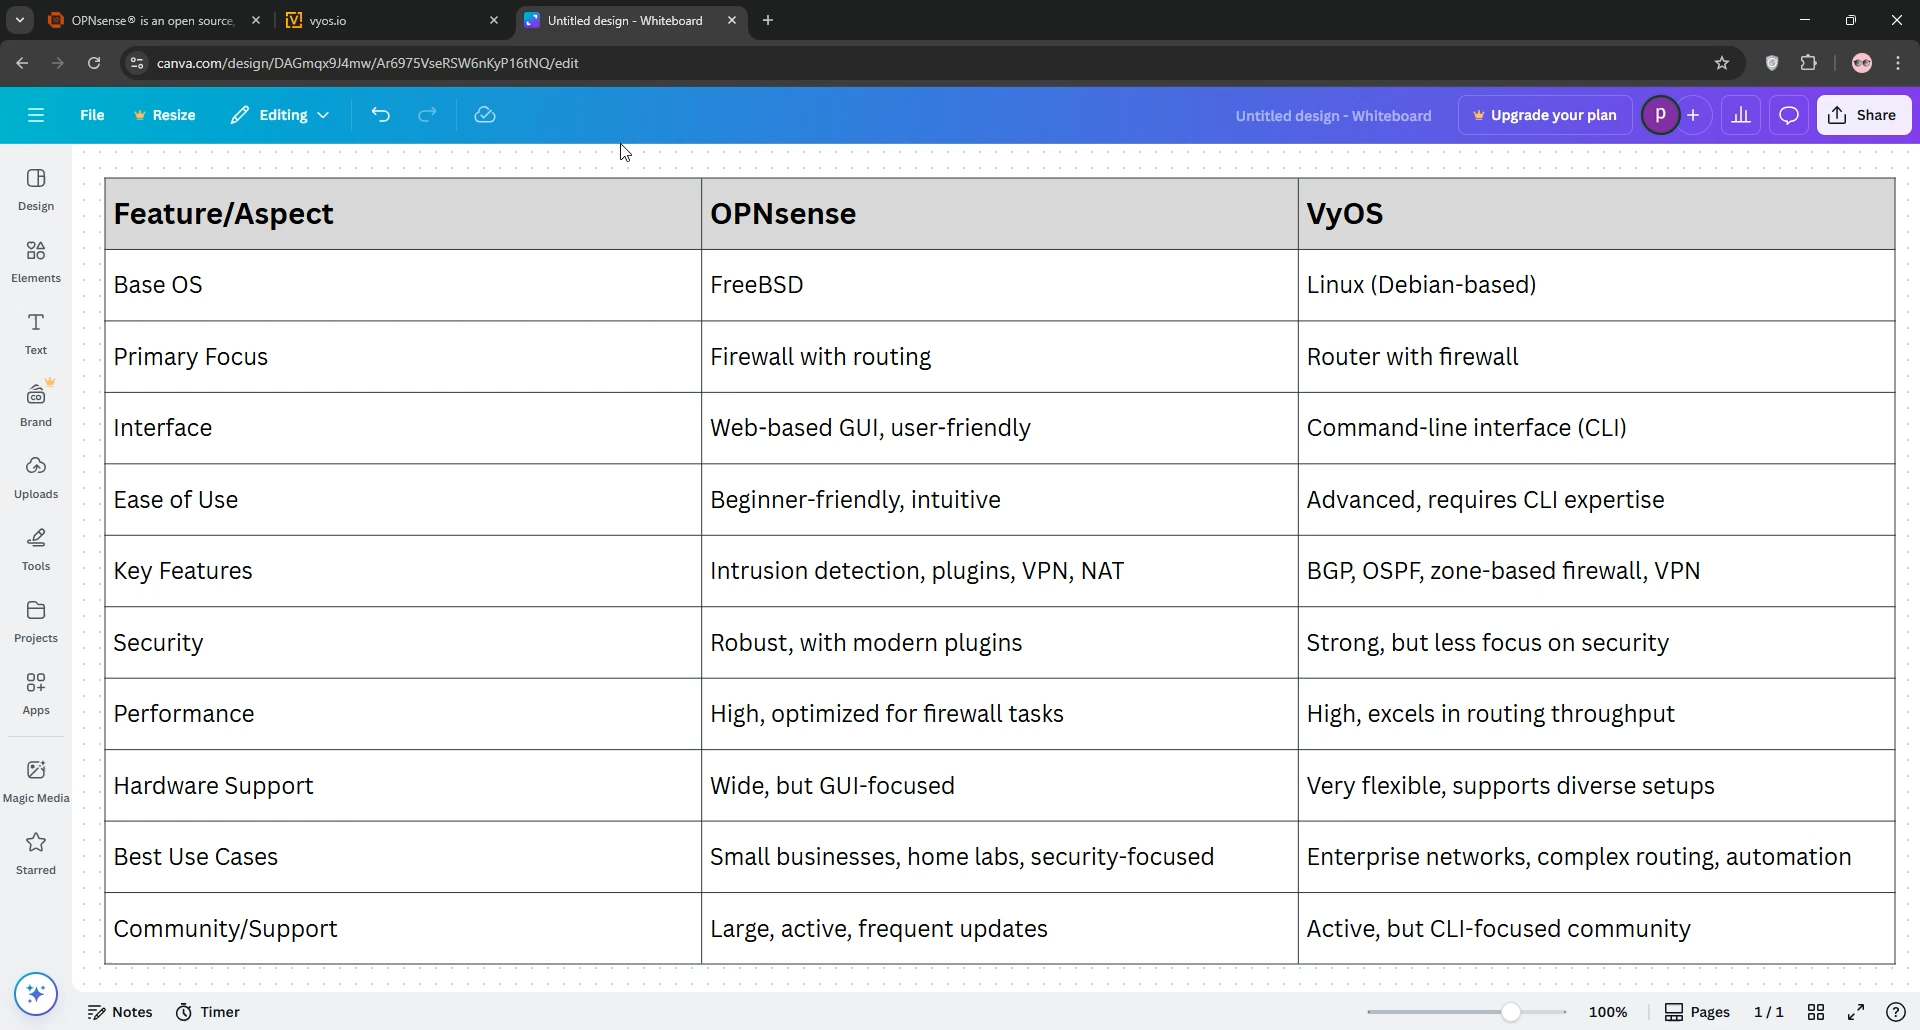 OPNsense® is an open source,
vyos.io
Untitled design - Whiteboard
canva.com/design/DAGmqx9J4mw/Ar6975VseRSW6nKyP16tNQ/edit
File
Resize
Editing
Untitled design - Whiteboard
Upgrade your plan
P
Share
Design
Elements
Text
Brand
Uploads
Tools
Projects
Apps
Magic Media
Starred
Feature/Aspect OPNsense VyOS
Base OS FreeBSD Linux (Debian-based)
Primary Focus Firewall with routing Router with firewall
Interface Web-based GUI, user-friendly Command-line interface (CLI)
Ease of Use Beginner-friendly, intuitive Advanced, requires CLI expertise
Key Features Intrusion detection, plugins, VPN, NAT BGP, OSPF, zone-based firewall, VPN
Security Robust, with modern plugins Strong, but less focus on security
Performance High, optimized for firewall tasks High, excels in routing throughput
Hardware Support Wide, but GUI-focused Very flexible, supports diverse setups
Best Use Cases Small businesses, home labs, security-focused Enterprise networks, complex routing, automation
Community/Support Large, active, frequent updates Active, but CLI-focused community
Notes
Timer
100%
Pages
1 / 1